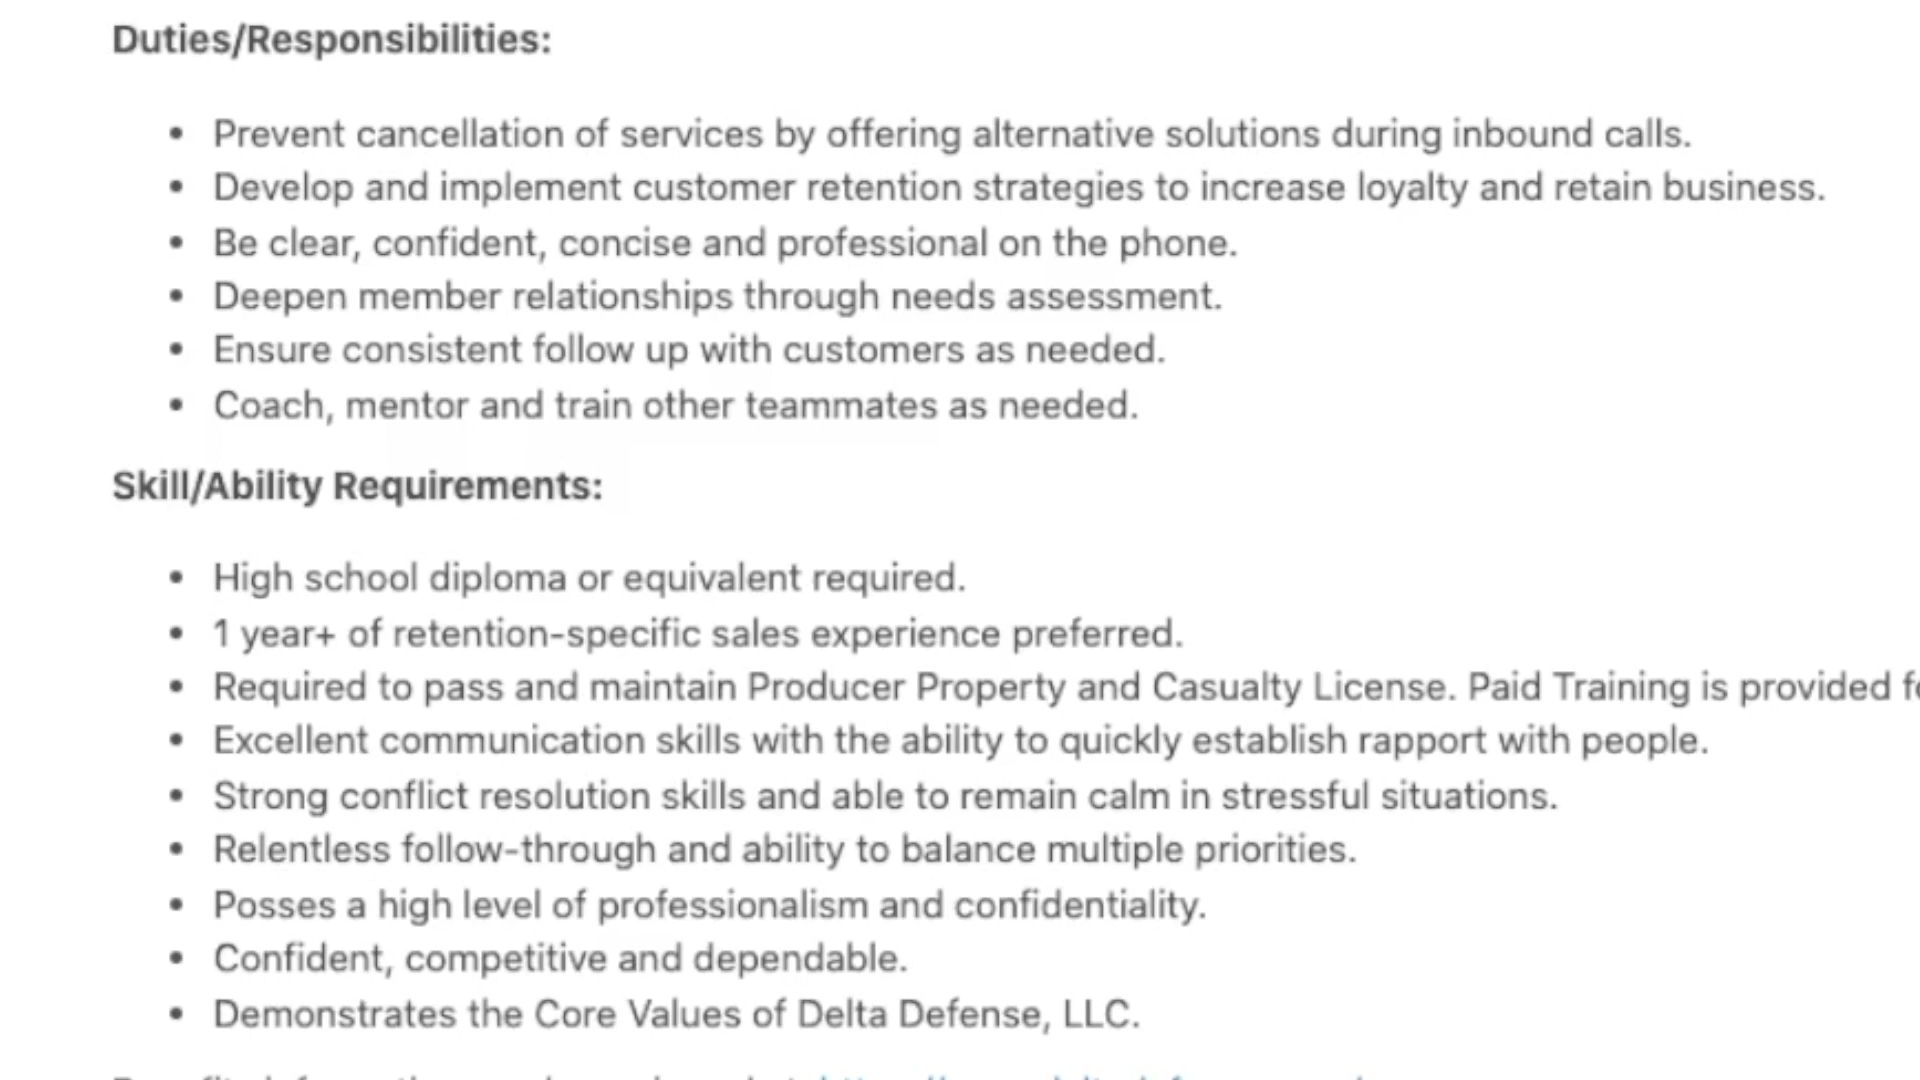 Duties/Responsibilities:
• Prevent cancellation of services by offering alternative solutions during inbound calls.
• Develop and implement customer retention strategies to increase loyalty and retain business.
• Be clear, confident, concise and professional on the phone.
• Deepen member relationships through needs assessment.
• Ensure consistent follow up with customers as needed.
• Coach, mentor and train other teammates as needed.
Skill/Ability Requirements:
• High school diploma or equivalent required.
• 1 year+ of retention-specific sales experience preferred.
• Required to pass and maintain Producer Property and Casualty License. Paid Training is provided
• Excellent communication skills with the ability to quickly establish rapport with people.
• Strong conflict resolution skills and able to remain calm in stressful situations.
• Relentless follow-through and ability to balance multiple priorities.
• Posses a high level of professionalism and confidentiality.
• Confident, competitive and dependable.
• Demonstrates the Core Values of Delta Defense, LLC.